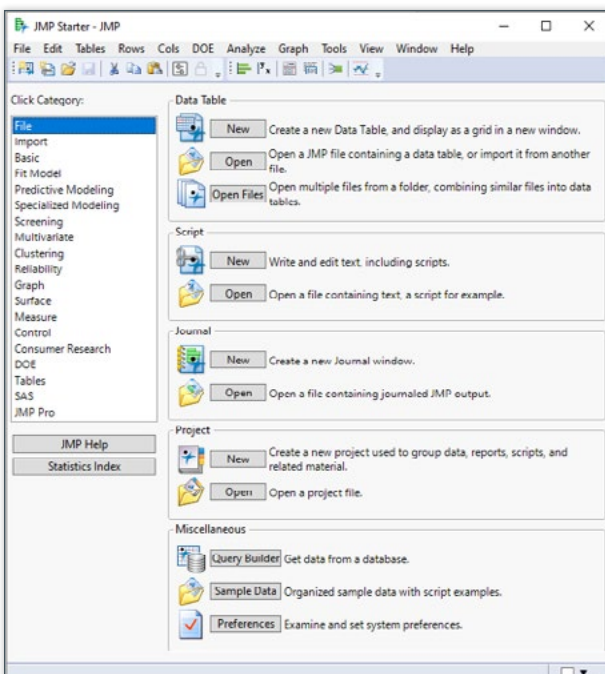 JMP Starter - JMP
File Edit Tables Rows Cols DOE Analyze Graph Tools View Window Help
Click Category:
File
Import
Basic
Fit Model
Predictive Modeling
Specialized Modeling
Screening
Multivariate
Clustering
Reliability
Graph
Surface
Measure
Control
Consumer Research
DOE
Tables
SAS
JMP Pro
JMP Help
Statistics Index
Data Table
New Create a new Data Table, and display as a grid in a new window.
Open Open a JMP file containing a data table, or import it from another
file.
Open Files Open multiple files from a folder, combining similar files into data
tables.
Script
New Write and edit text, including scripts.
Open Open a file containing text, a script for example.
Journal
New Create a new Journal window.
Open Open a file containing journaled JMP output.
Project
New Create a new project used to group data, reports, scripts, and
related material.
Open Open a project file.
Miscellaneous
Query Builder Get data from a database.
Sample Data Organized sample data with script examples.
Preferences Examine and set system preferences.